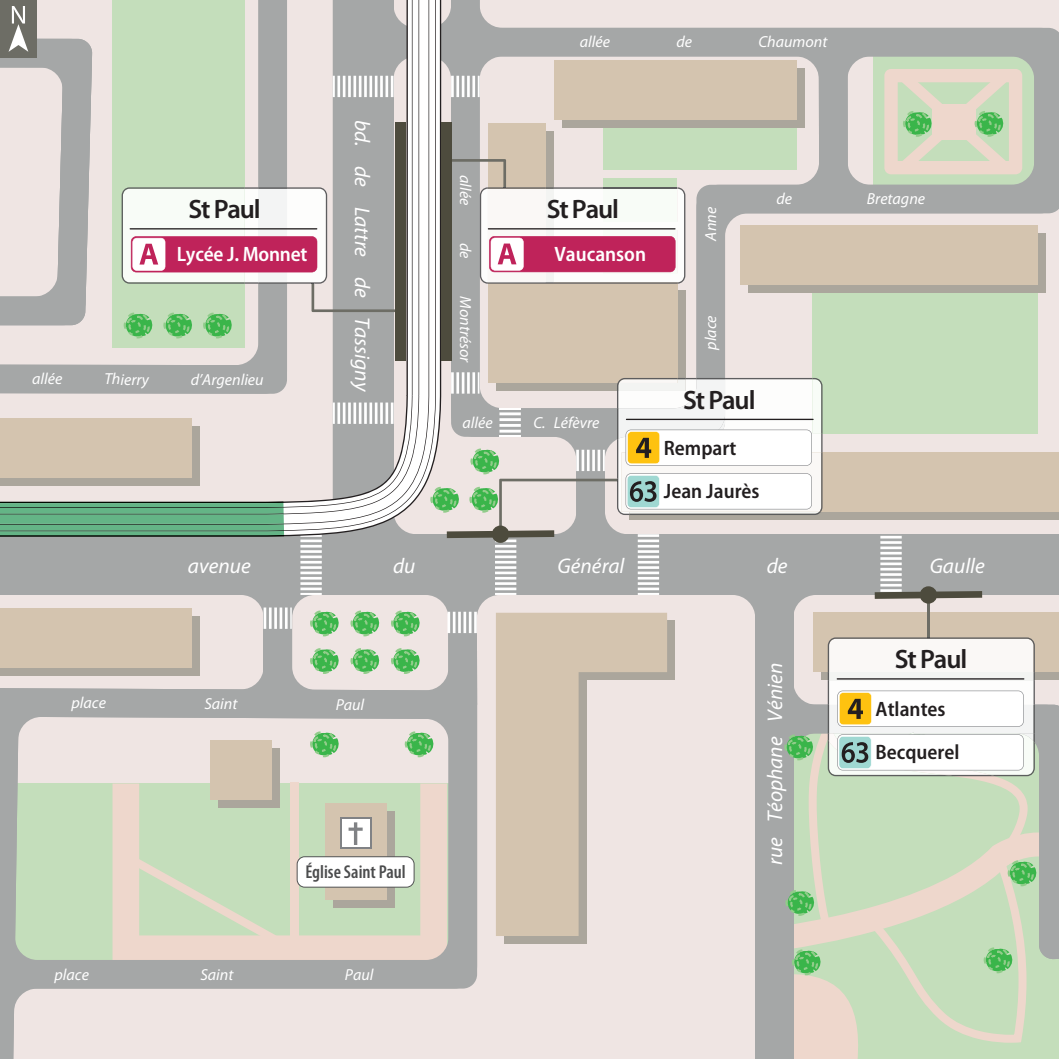 N
allée de Chaumont
bd. de Lattre de Tassigny
allée de Montrésor
place Anne de Bretagne
St Paul
A Lycée J. Monnet
St Paul
A Vaucanson
allée Thierry d'Argenlieu
St Paul
4 Rempart
63 Jean Jaurès
allée C. Léfèvre
avenue du Général de Gaulle
St Paul
4 Atlantes
63 Becquerel
place Saint Paul
rue Téophane Vénien
Église Saint Paul
place Saint Paul